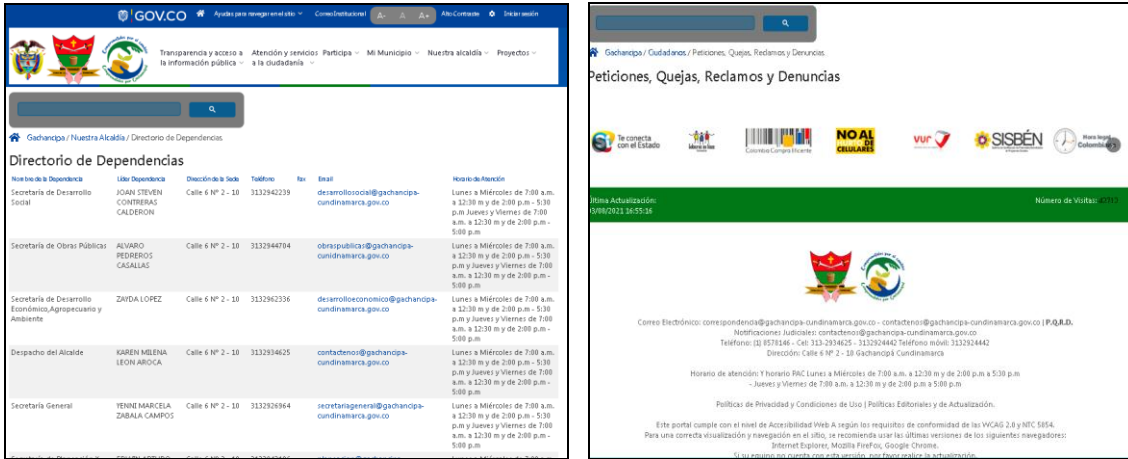 GOV.CO
Ayudas para navegar en el sitio
Correo Institucional
A- A A+
Alto Contraste
Iniciar sesión
Transparencia y acceso a la información pública
Atención y servicios a la ciudadanía
Participa
Mi Municipio
Nuestra alcaldía
Proyectos
Gachancipa / Nuestra Alcaldía / Directorio de Dependencias
Directorio de Dependencias
Nombre de la Dependencia Líder Dependencia Dirección de la Sede Teléfono Fax Email Horario de Atención
Secretaría de Desarrollo Social
JOAN STEVEN CONTRERAS CALDERON
Calle 6 N° 2 - 10
3132942239
desarrollosocial@gachancipa-cundinamarca.gov.co
Lunes a Miércoles de 7:00 a.m. a 12:30 m y de 2:00 p.m - 5:30 p.m Jueves y Viernes de 7:00 a.m. a 12:30 m y de 2:00 p.m - 5:00 p.m
Secretaría de Obras Públicas
ALVARO PEDREROS CASALLAS
Calle 6 N° 2 - 10
3132944704
obraspublicas@gachancipa-cunidnamarca.gov.co
Lunes a Miércoles de 7:00 a.m. a 12:30 m y de 2:00 p.m - 5:30 p.m y Jueves y Viernes de 7:00 a.m. a 12:30 m y de 2:00 p.m - 5:00 p.m
Secretaría de Desarrollo Económico,Agropecuario y Ambiente
ZAYDA LOPEZ
Calle 6 N° 2 - 10
3132962336
desarrolloeconomico@gachancipa-cundinamarca.gov.co
Lunes a Miércoles de 7:00 a.m. a 12:30 m y de 2:00 p.m - 5:30 p.m y Jueves y Viernes de 7:00 a.m. a 12:30 m y de 2:00 p.m - 5:00 p.m
Despacho del Alcalde
KAREN MILENA LEON AROCA
Calle 6 N° 2 - 10
3132934625
contactenos@gachancipa-cundinamarca.gov.co
Lunes a Miércoles de 7:00 a.m. a 12:30 m y de 2:00 p.m - 5:30 p.m y Jueves y Viernes de 7:00 a.m. a 12:30 m y de 2:00 p.m - 5:00 p.m
Secretaría General
YENNI MARCELA ZABALA CAMPOS
Calle 6 N° 2 - 10
3132926964
secretariageneral@gachancipa-cundinamarca.gov.co
Lunes a Miércoles de 7:00 a.m. a 12:30 m y de 2:00 p.m - 5:30 p.m y Jueves y Viernes de 7:00 a.m. a 12:30 m y de 2:00 p.m - 5:00 p.m
Gachancipa / Ciudadanos / Peticiones, Quejas, Reclamos y Denuncias
Peticiones, Quejas, Reclamos y Denuncias
Sí Te conecta con el Estado
Colombia Compra Eficiente
NO AL DE CELULARES
vur
SISBÉN
Hora legal Colombiana
Última Actualización:
03/08/2021 16:55:16
Número de Visitas:
Correo Electrónico: correspondencia@gachancipa-cundinamarca.gov.co - contactenos@gachancipa-cundinamarca.gov.co | P.Q.R.D.
Notificaciones Judiciales: contactenos@gachancipa-cundinamarca.gov.co
Teléfono: (1) 8578146 - Cel: 313-2934625 - 3132924442 Teléfono móvil: 3132924442
Dirección: Calle 6 N° 2 - 10 Gachancipá Cundinamarca
Horario de atención: Y horario PAC Lunes a Miércoles de 7:00 a.m. a 12:30 m y de 2:00 p.m a 5:30 p.m
- Jueves y Viernes de 7:00 a.m. a 12:30 m y de 2:00 p.m a 5:00 p.m
Políticas de Privacidad y Condiciones de Uso | Políticas Editoriales y de Actualización.
Este portal cumple con el nivel de Accesibilidad Web A según los requisitos de conformidad de las WCAG 2.0 y NTC 5854.
Para una correcta visualización y navegación en el sitio, se recomienda usar las últimas versiones de los siguientes navegadores:
Internet Explorer, Mozilla FireFox, Google Chrome.
Si su equipo no cuenta con esta versión, por favor realice la actualización.